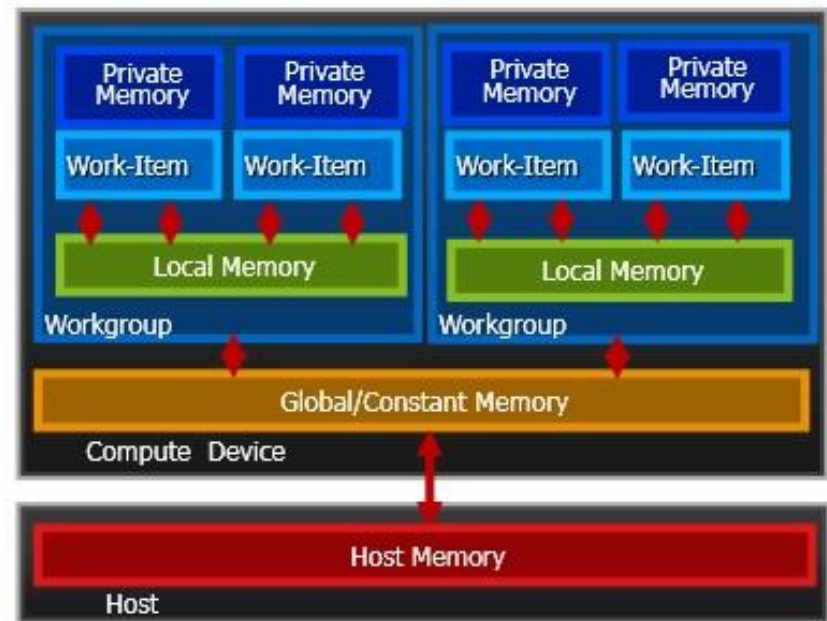 Private
Memory
Private
Memory
Private
Memory
Private
Memory
Work-Item
Work-Item
Work-Item
Work-Item
Local Memory
Local Memory
Workgroup
Workgroup
Global/Constant Memory
Compute Device
Host Memory
Host